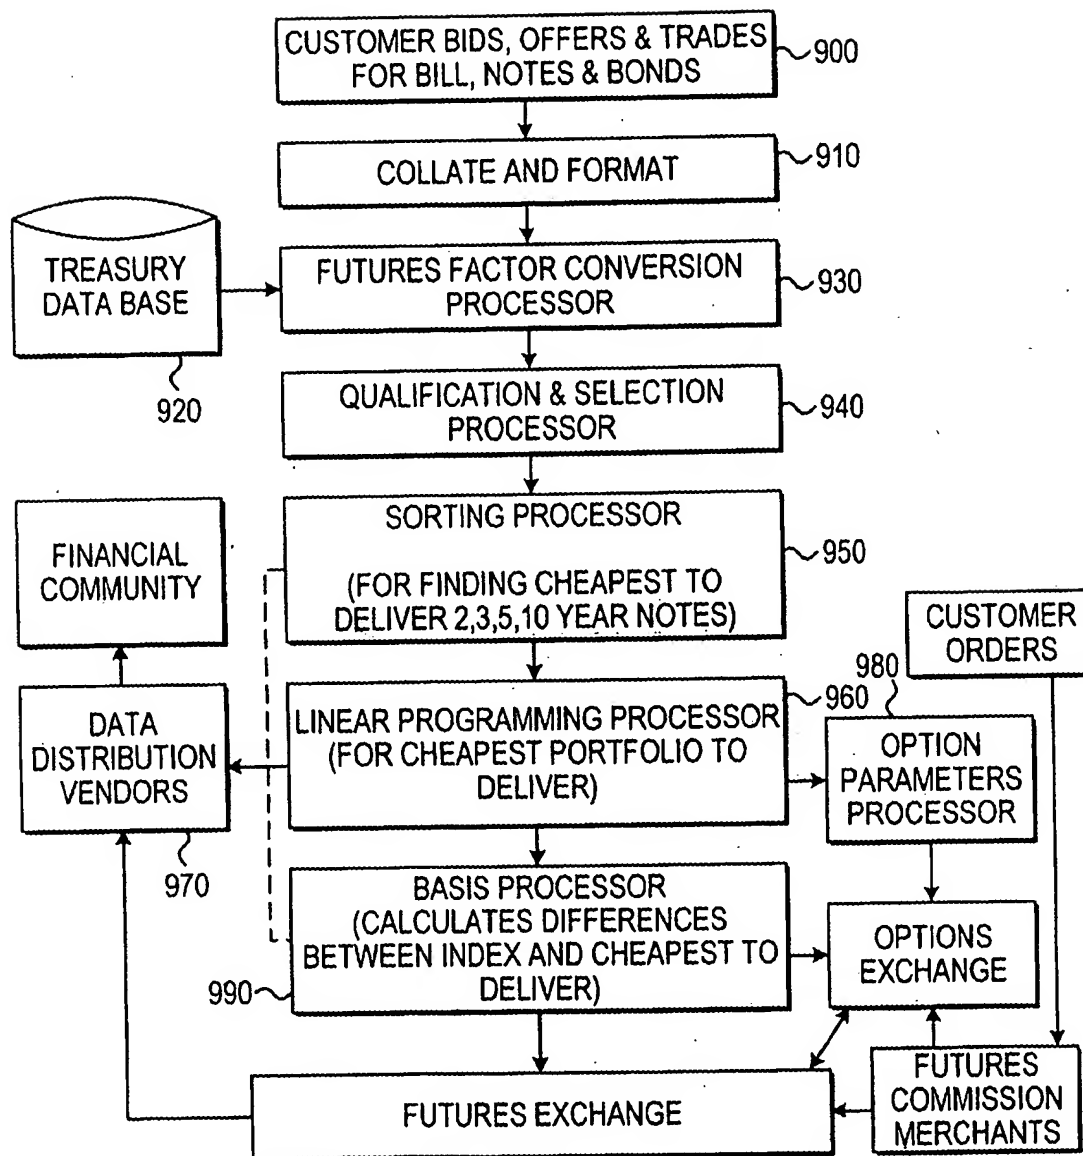 CUSTOMER BIDS, OFFERS & TRADES
FOR BILL, NOTES & BONDS
900
COLLATE AND FORMAT
910
TREASURY
DATA BASE
920
FUTURES FACTOR CONVERSION
PROCESSOR
930
QUALIFICATION & SELECTION
PROCESSOR
940
SORTING PROCESSOR
(FOR FINDING CHEAPEST TO
DELIVER 2,3,5,10 YEAR NOTES)
950
FINANCIAL
COMMUNITY
CUSTOMER
ORDERS
LINEAR PROGRAMMING PROCESSOR
(FOR CHEAPEST PORTFOLIO TO
DELIVER)
960
DATA
DISTRIBUTION
VENDORS
970
980
OPTION
PARAMETERS
PROCESSOR
BASIS PROCESSOR
(CALCULATES DIFFERENCES
BETWEEN INDEX AND CHEAPEST TO
DELIVER)
990
OPTIONS
EXCHANGE
FUTURES EXCHANGE
FUTURES
COMMISSION
MERCHANTS